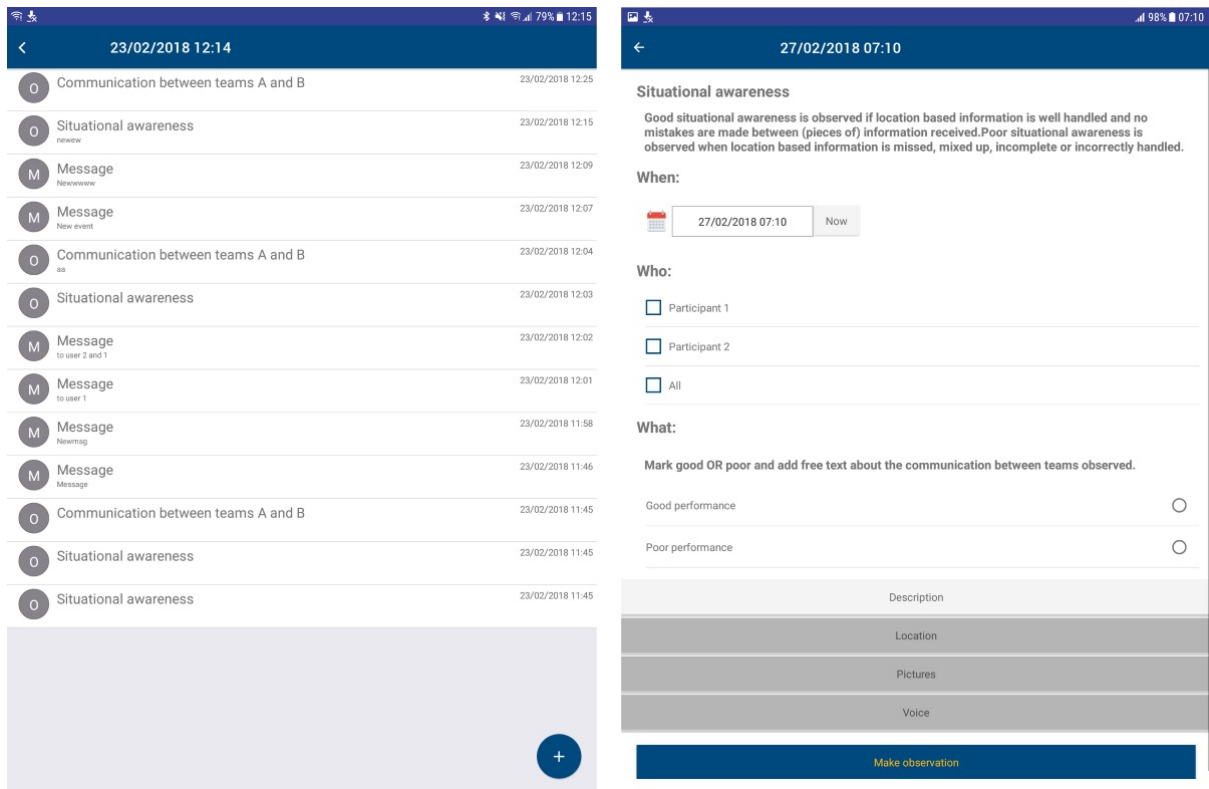 79% 12:15
23/02/2018 12:14
O Communication between teams A and B 23/02/2018 12:25
O Situational awareness 23/02/2018 12:15
newew
M Message 23/02/2018 12:09
Newwwww
M Message 23/02/2018 12:07
New event
O Communication between teams A and B 23/02/2018 12:04
aa
O Situational awareness 23/02/2018 12:03
M Message 23/02/2018 12:02
to user 2 and 1
M Message 23/02/2018 12:01
to user 1
M Message 23/02/2018 11:58
Newmsg
M Message 23/02/2018 11:46
Message
O Communication between teams A and B 23/02/2018 11:45
O Situational awareness 23/02/2018 11:45
O Situational awareness 23/02/2018 11:45
+
98% 07:10
27/02/2018 07:10
Situational awareness
Good situational awareness is observed if location based information is well handled and no
mistakes are made between (pieces of) information received.Poor situational awareness is
observed when location based information is missed, mixed up, incomplete or incorrectly handled.
When:
27/02/2018 07:10 Now
Who:
Participant 1
Participant 2
All
What:
Mark good OR poor and add free text about the communication between teams observed.
Good performance
Poor performance
Description
Location
Pictures
Voice
Make observation